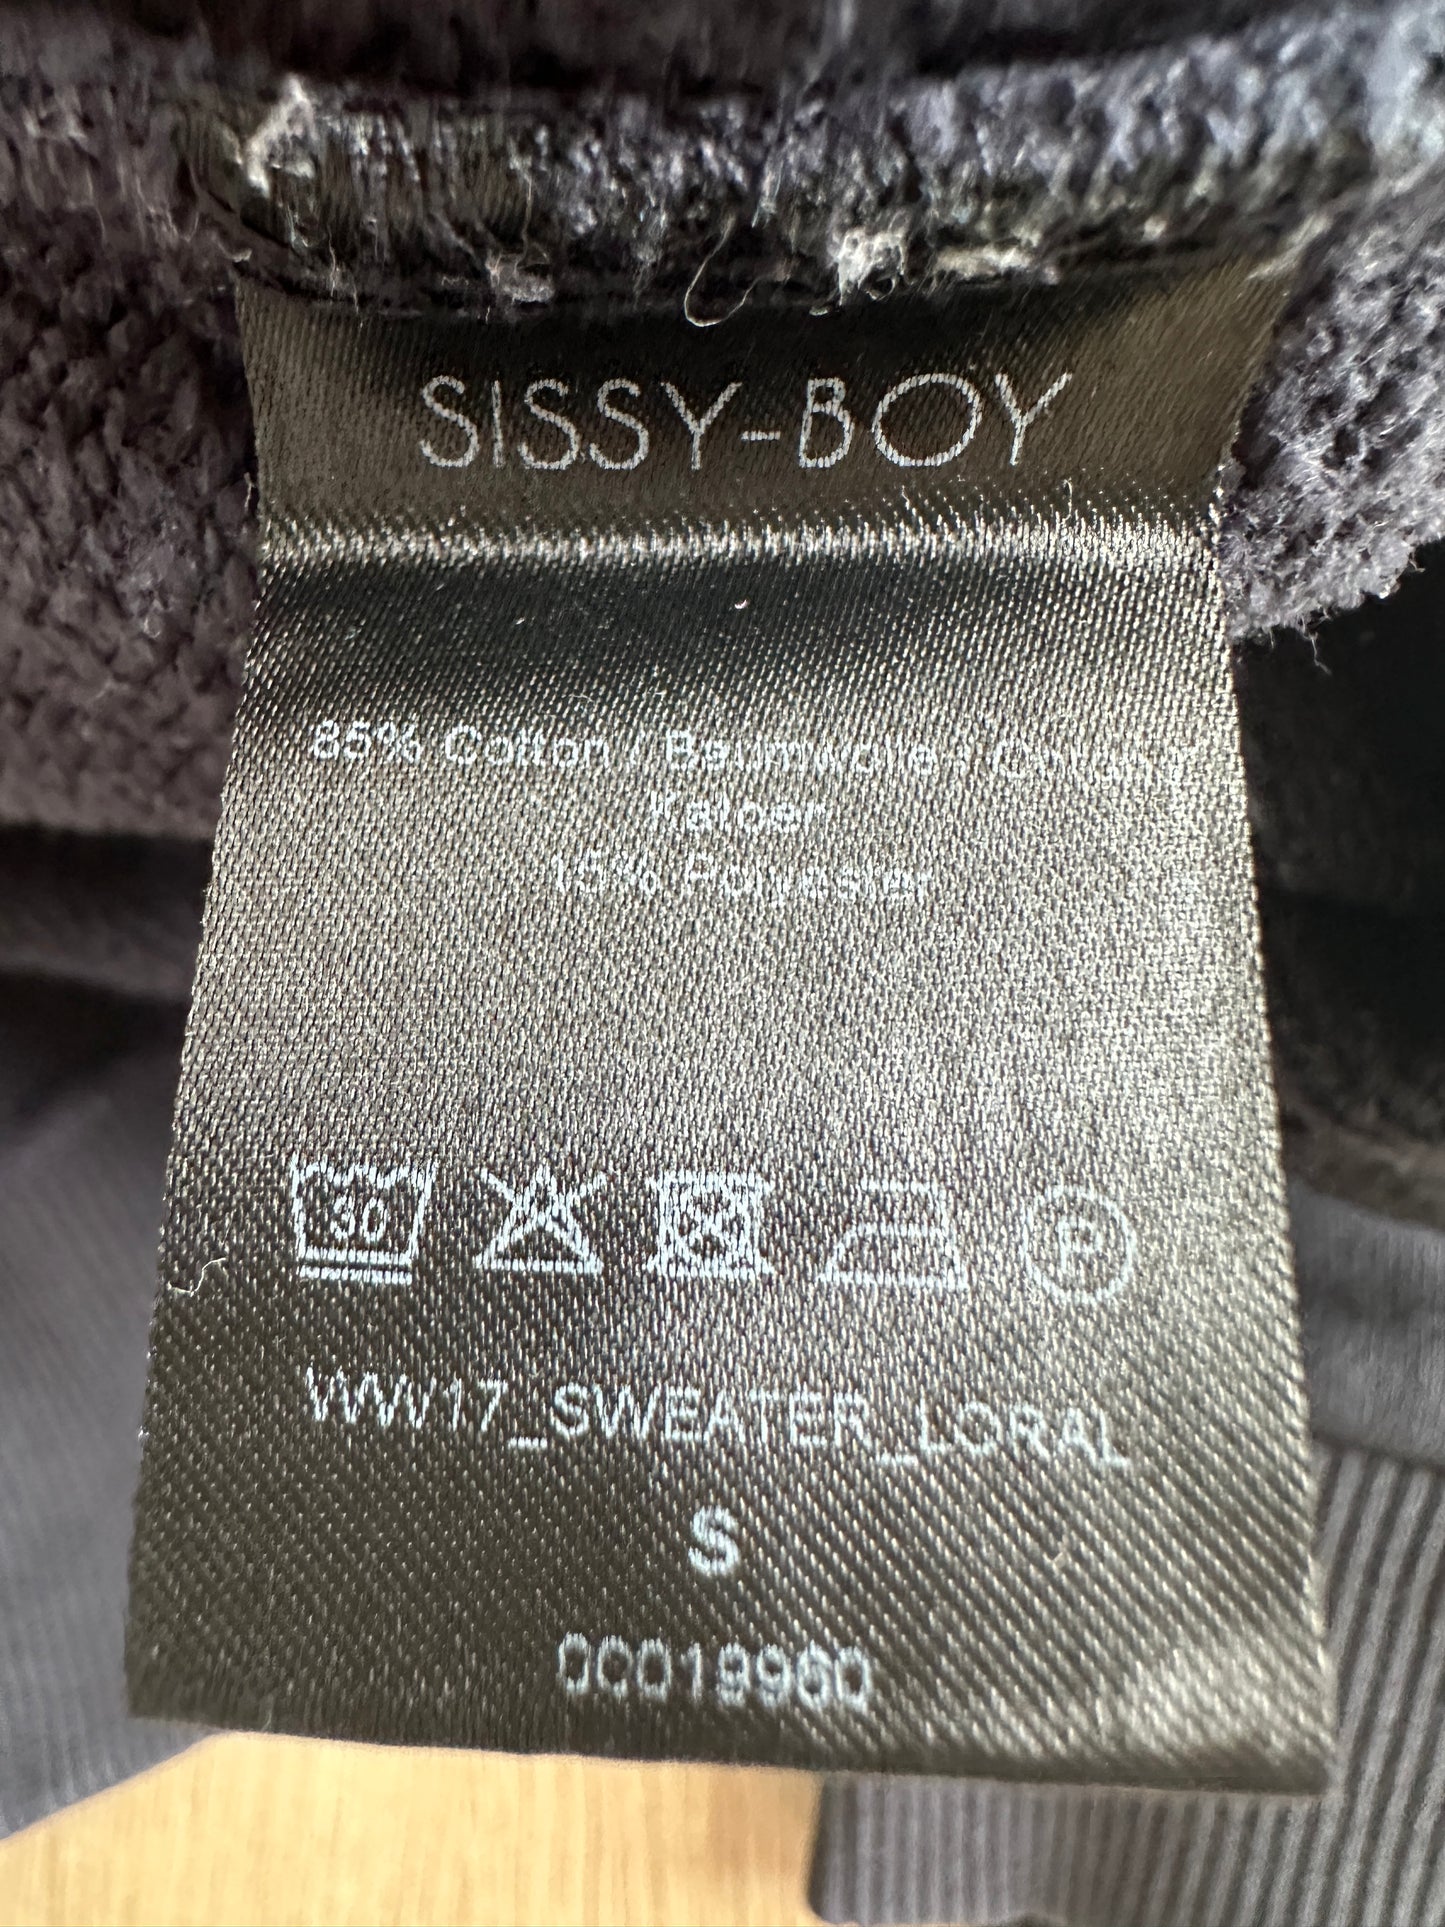 SISSY-BOY
85% Cotton / Baumwolle /
15% Polyester
30
P
WW17_SWEATER_LORAL
S
00019960